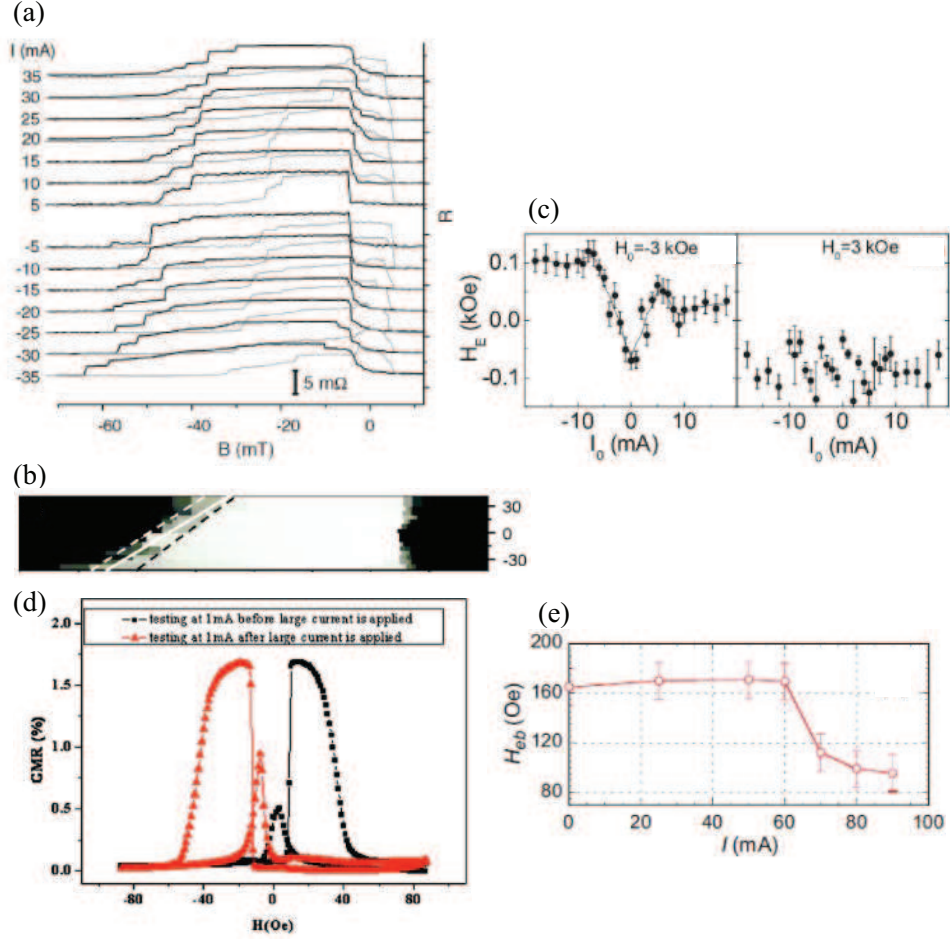 (a)
I (mA)
35
30
25
20
15
10
5
-5
-10
-15
-20
-25
-30
-35
R
5 mΩ
-60
-40
-20
0
B (mT)
(b)
30
0
-30
(c)
H₀=-3 kOe
H₀=3 kOe
0.1
0.0
-0.1
H_E (kOe)
-10 0 10
-10 0 10
I₀ (mA)
I₀ (mA)
(d)
testing at 1mA before large current is applied
testing at 1mA after large current is applied
2.0
1.5
1.0
0.5
0.0
GMR (%)
-80 -40 0 40 80
H(Oe)
(e)
200
160
120
80
H_eb (Oe)
0 20 40 60 80 100
I (mA)